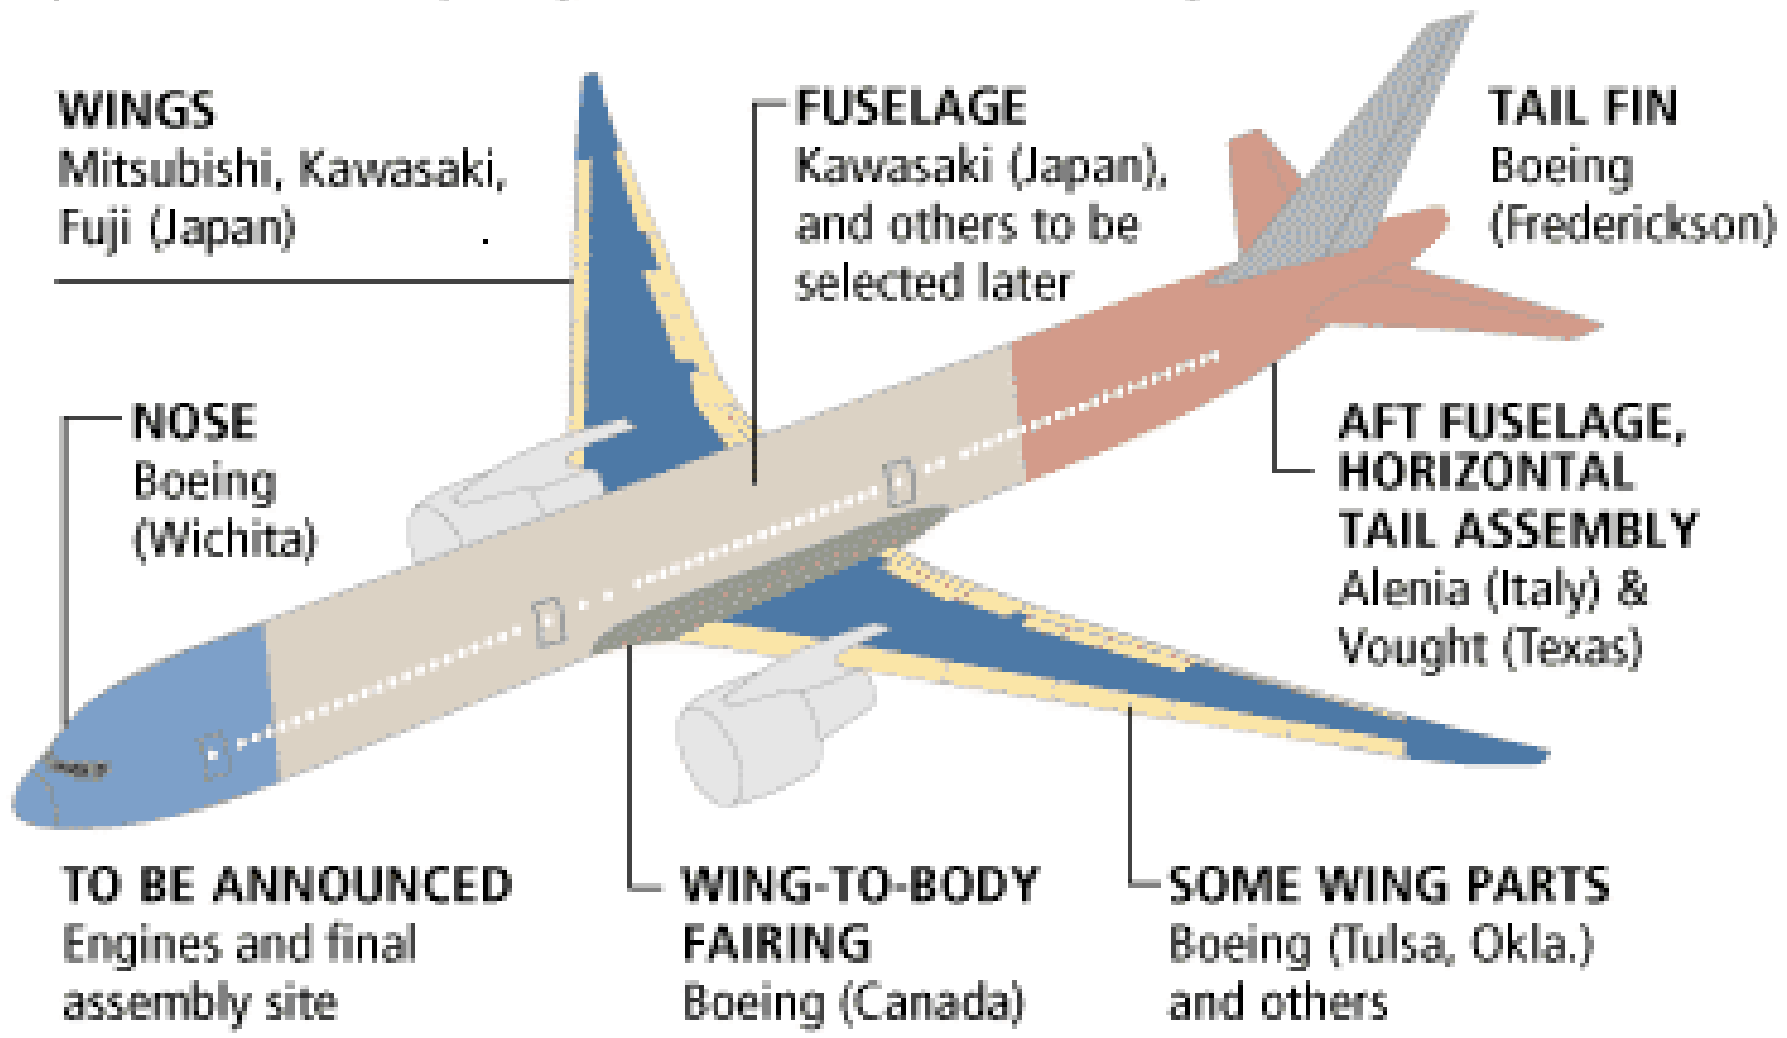 WINGS
Mitsubishi, Kawasaki,
Fuji (Japan)
FUSELAGE
Kawasaki (Japan),
and others to be
selected later
TAIL FIN
Boeing
(Frederickson)
NOSE
Boeing
(Wichita)
AFT FUSELAGE,
HORIZONTAL
TAIL ASSEMBLY
Alenia (Italy) &
Vought (Texas)
TO BE ANNOUNCED
Engines and final
assembly site
WING-TO-BODY
FAIRING
Boeing (Canada)
SOME WING PARTS
Boeing (Tulsa, Okla.)
and others